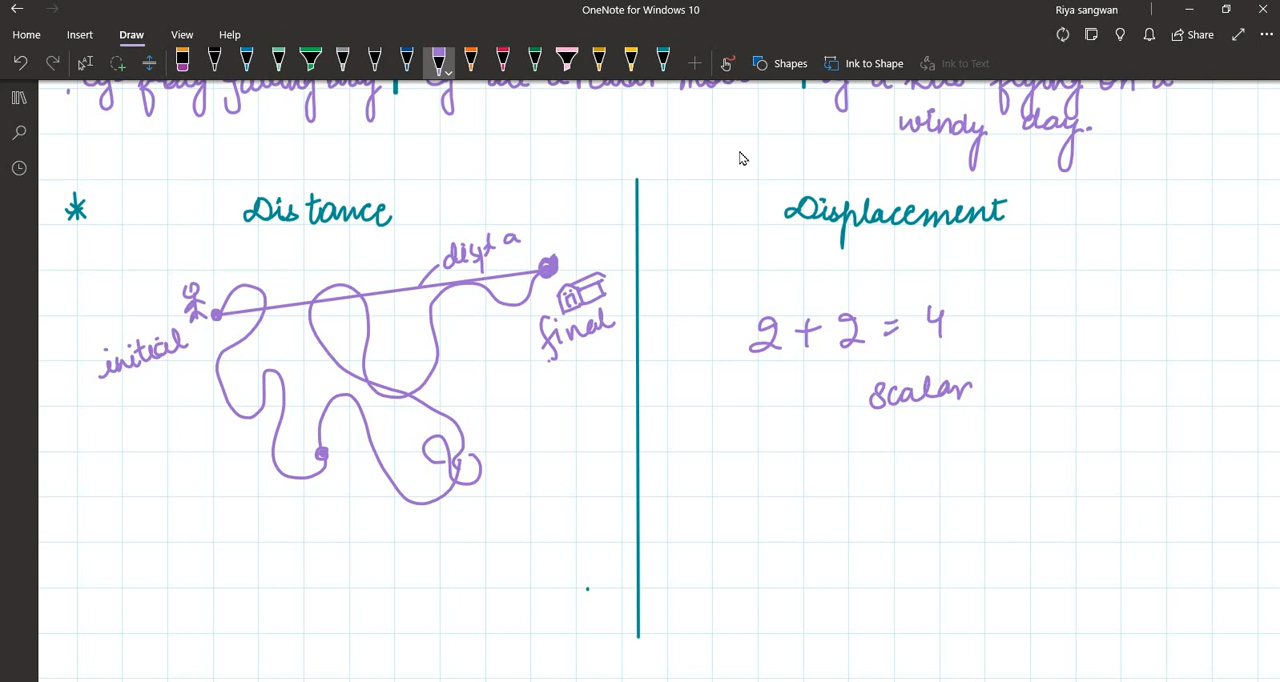 OneNote for Windows 10
Riya sangwan
Home Insert Draw View Help
Share
Shapes Ink to Shape Ink to Text
windy day.
* Distance
Displacement
initial
final
2 + 2 = 4
scalar